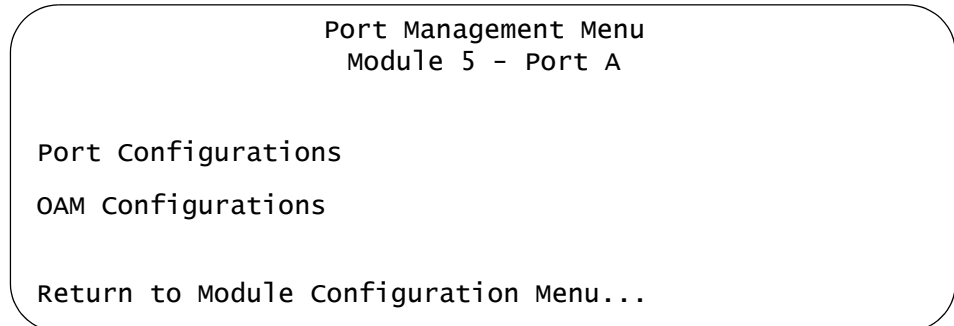 Port Management Menu
Module 5 - Port A
Port Configurations
OAM Configurations
Return to Module Configuration Menu...